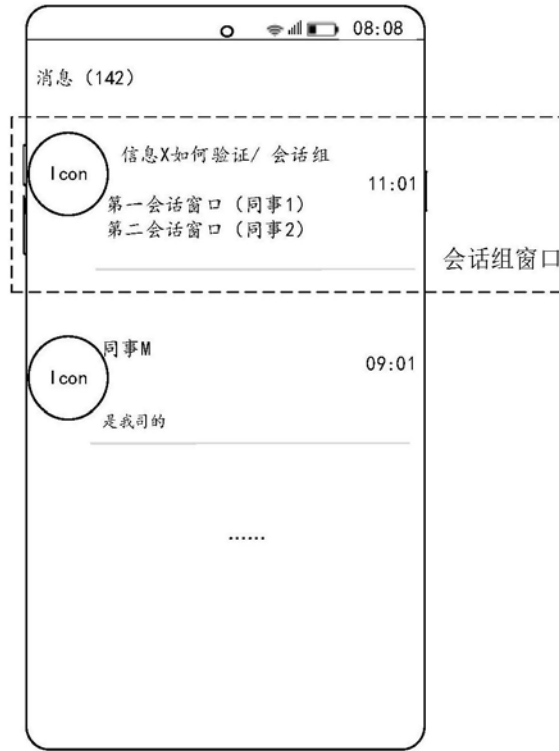 08:08
消息（142）
Icon
信息X如何验证/ 会话组
11:01
第一会话窗口（同事1）
第二会话窗口（同事2）
会话组窗口
同事M
09:01
Icon
是我司的
......